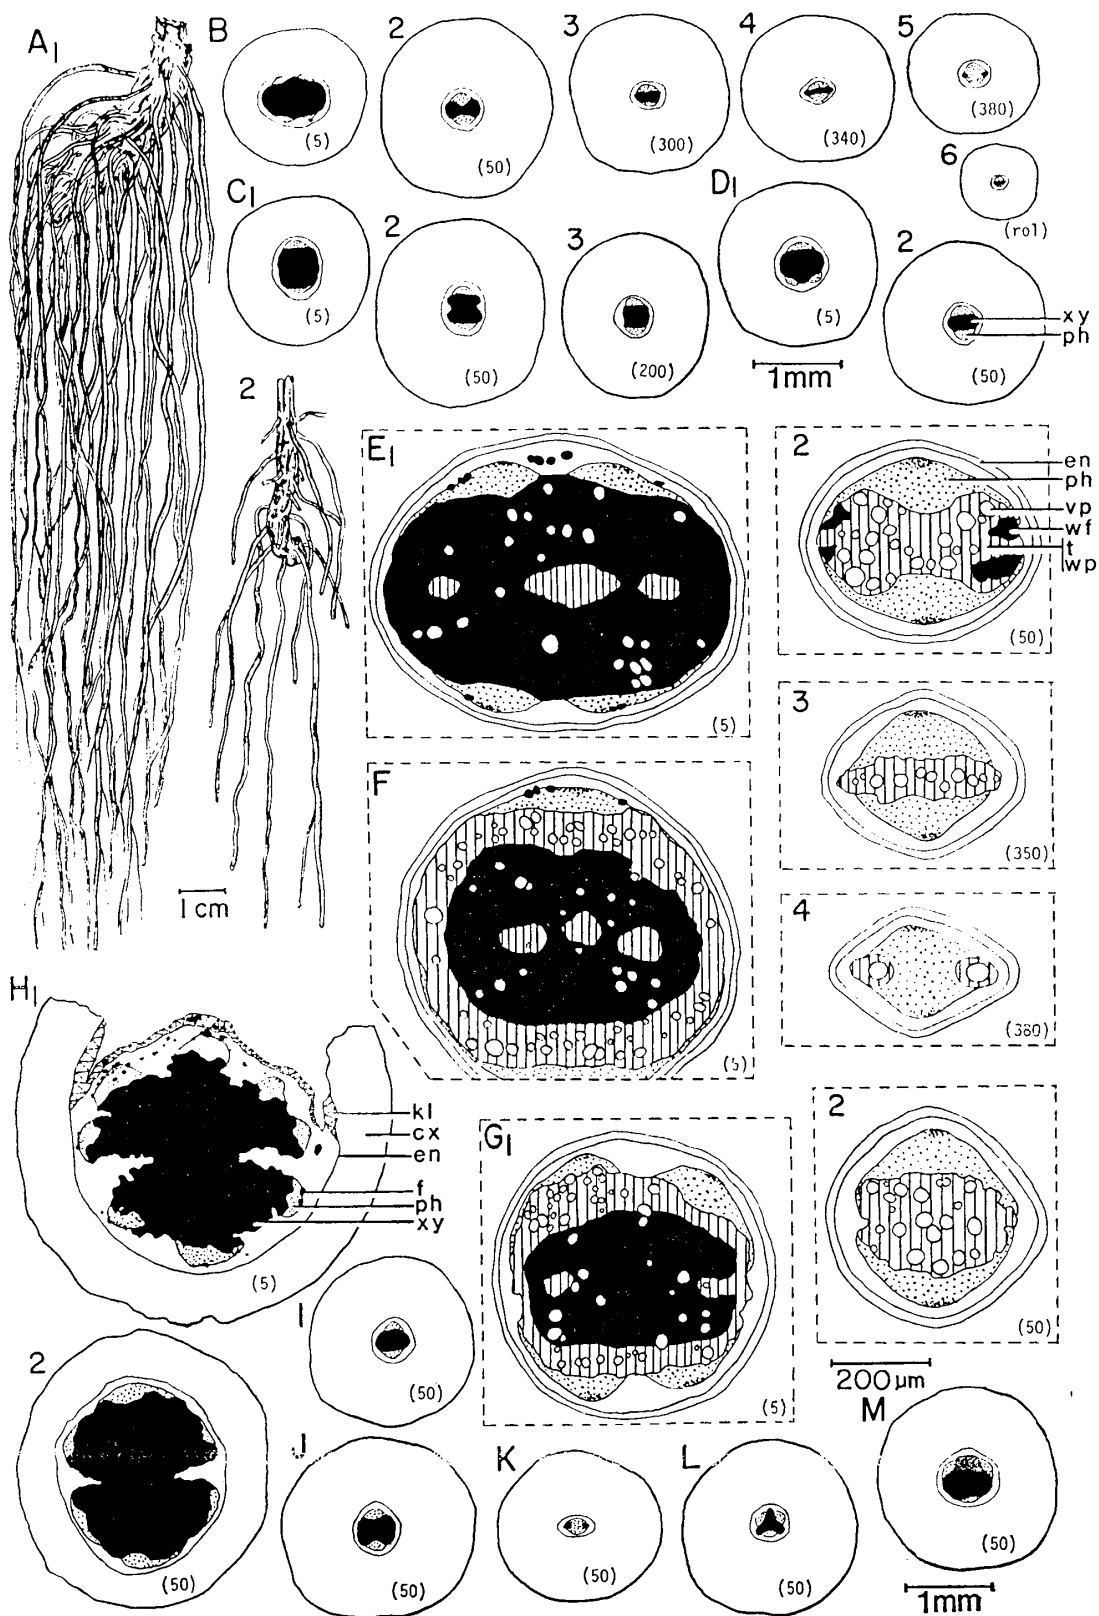 A1
B
2
3
4
5
(5)
(50)
(300)
(340)
(380)
6
(rol)
C1
2
3
D1
2
(5)
(50)
(200)
(5)
(50)
xy
ph
1mm
2
1cm
E1
(5)
2
en
ph
vp
wf
t
wp
(50)
3
(350)
F
(5)
4
(380)
H1
kl
cx
en
f
ph
xy
(5)
G1
(5)
2
(50)
200 µm
I
(50)
2
(50)
J
(50)
K
(50)
L
(50)
M
(50)
1mm